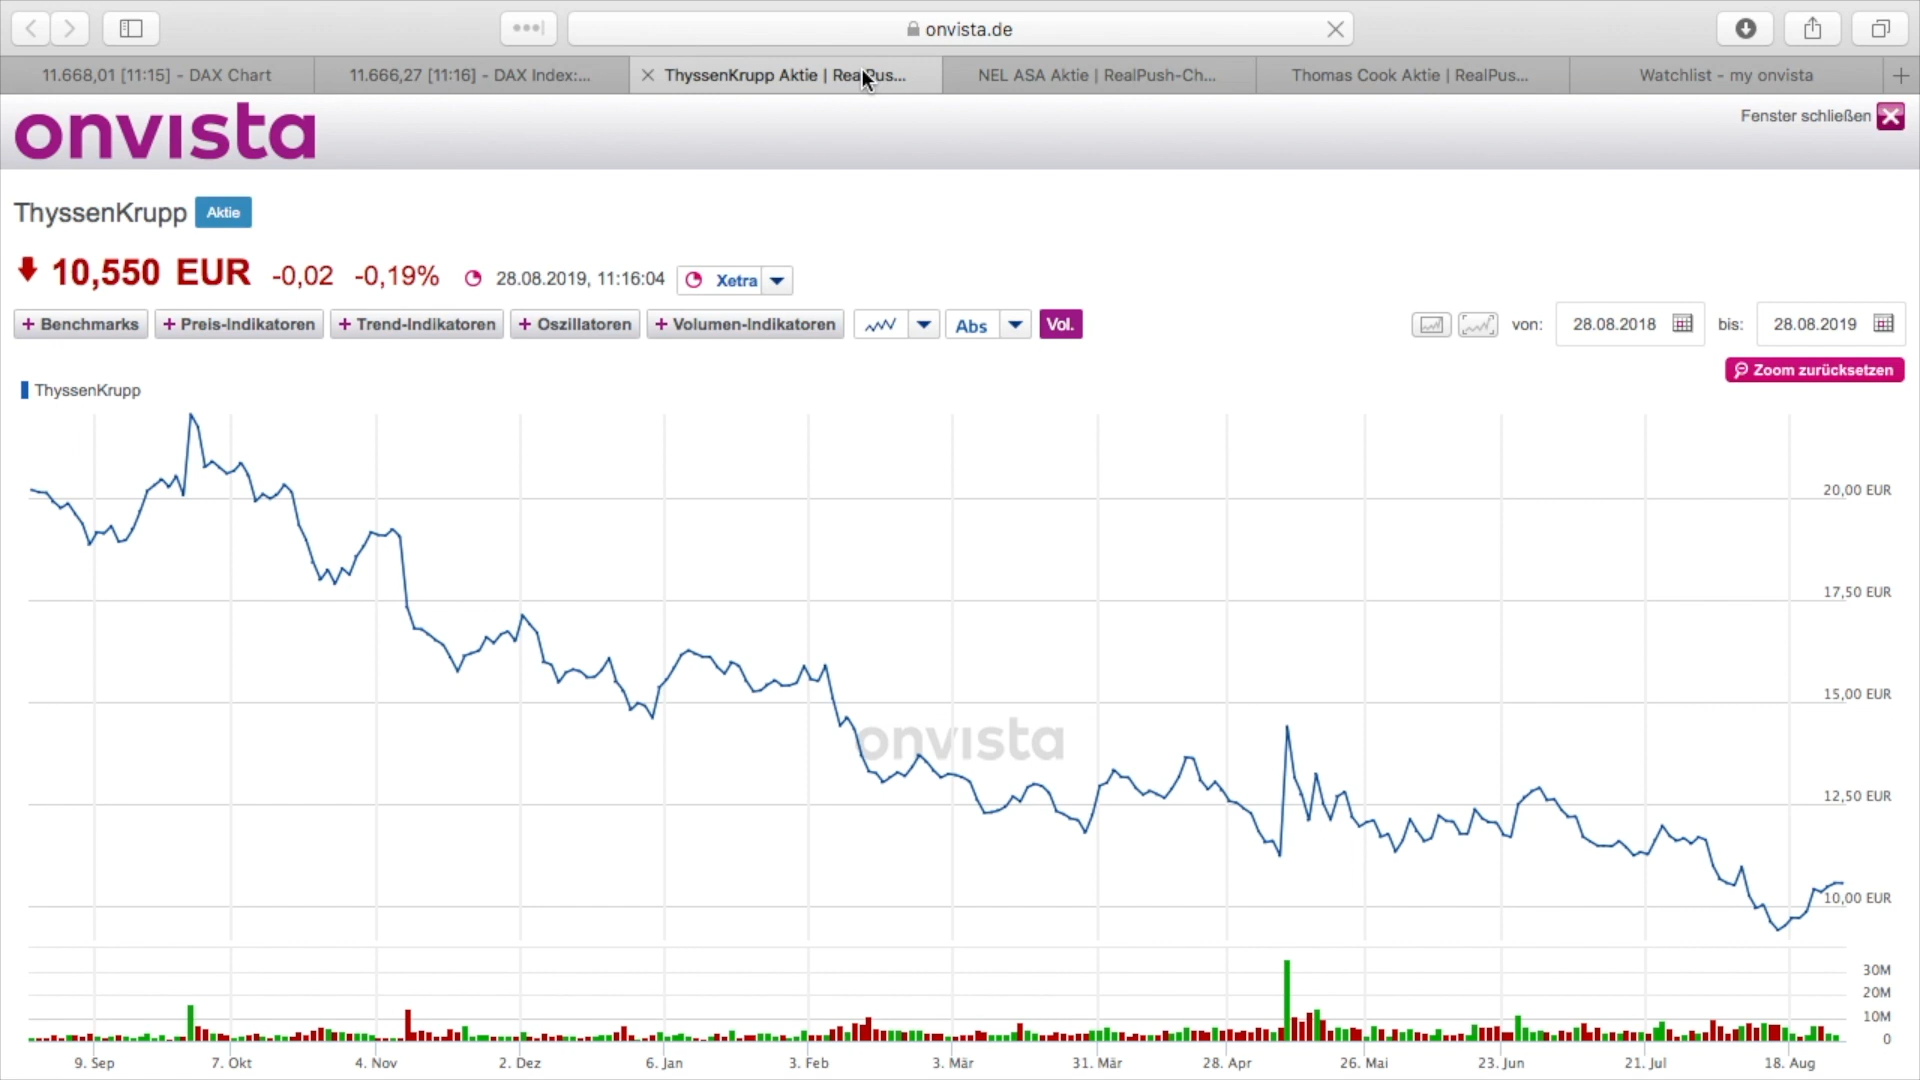 onvista.de
11.668,01 [11:15] - DAX Chart
11.666,27 [11:16] - DAX Index:...
ThyssenKrupp Aktie | RealPus...
NEL ASA Aktie | RealPush-Ch...
Thomas Cook Aktie | RealPus...
Watchlist - my onvista
onvista
Fenster schließen
ThyssenKrupp Aktie
10,550 EUR -0,02 -0,19% 28.08.2019, 11:16:04 Xetra
+ Benchmarks + Preis-Indikatoren + Trend-Indikatoren + Oszillatoren + Volumen-Indikatoren Abs Vol. von: 28.08.2018 bis: 28.08.2019
Zoom zurücksetzen
ThyssenKrupp
20,00 EUR
17,50 EUR
15,00 EUR
onvista
12,50 EUR
10,00 EUR
30M
20M
10M
0
9. Sep 7. Okt 4. Nov 2. Dez 6. Jan 3. Feb 3. Mär 31. Mär 28. Apr 26. Mai 23. Jun 21. Jul 18. Aug